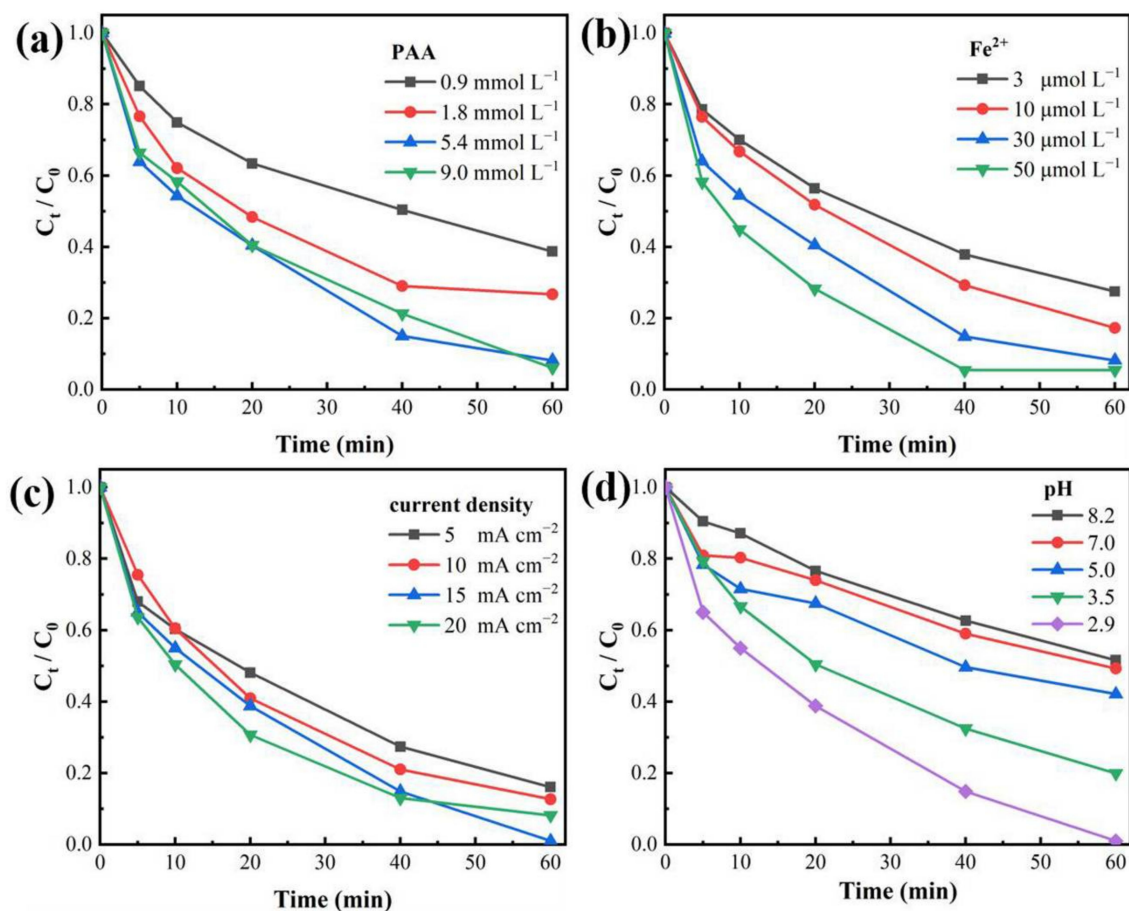 (a)
PAA
0.9 mmol L⁻¹
1.8 mmol L⁻¹
5.4 mmol L⁻¹
9.0 mmol L⁻¹
1.0
0.8
0.6
0.4
0.2
0.0
Cₜ / C₀
0 10 20 30 40 50 60
Time (min)
(b)
Fe²⁺
3 μmol L⁻¹
10 μmol L⁻¹
30 μmol L⁻¹
50 μmol L⁻¹
1.0
0.8
0.6
0.4
0.2
0.0
Cₜ / C₀
0 10 20 30 40 50 60
Time (min)
(c)
current density
5 mA cm⁻²
10 mA cm⁻²
15 mA cm⁻²
20 mA cm⁻²
1.0
0.8
0.6
0.4
0.2
0.0
Cₜ / C₀
0 10 20 30 40 50 60
Time (min)
(d)
pH
8.2
7.0
5.0
3.5
2.9
1.0
0.8
0.6
0.4
0.2
0.0
Cₜ / C₀
0 10 20 30 40 50 60
Time (min)